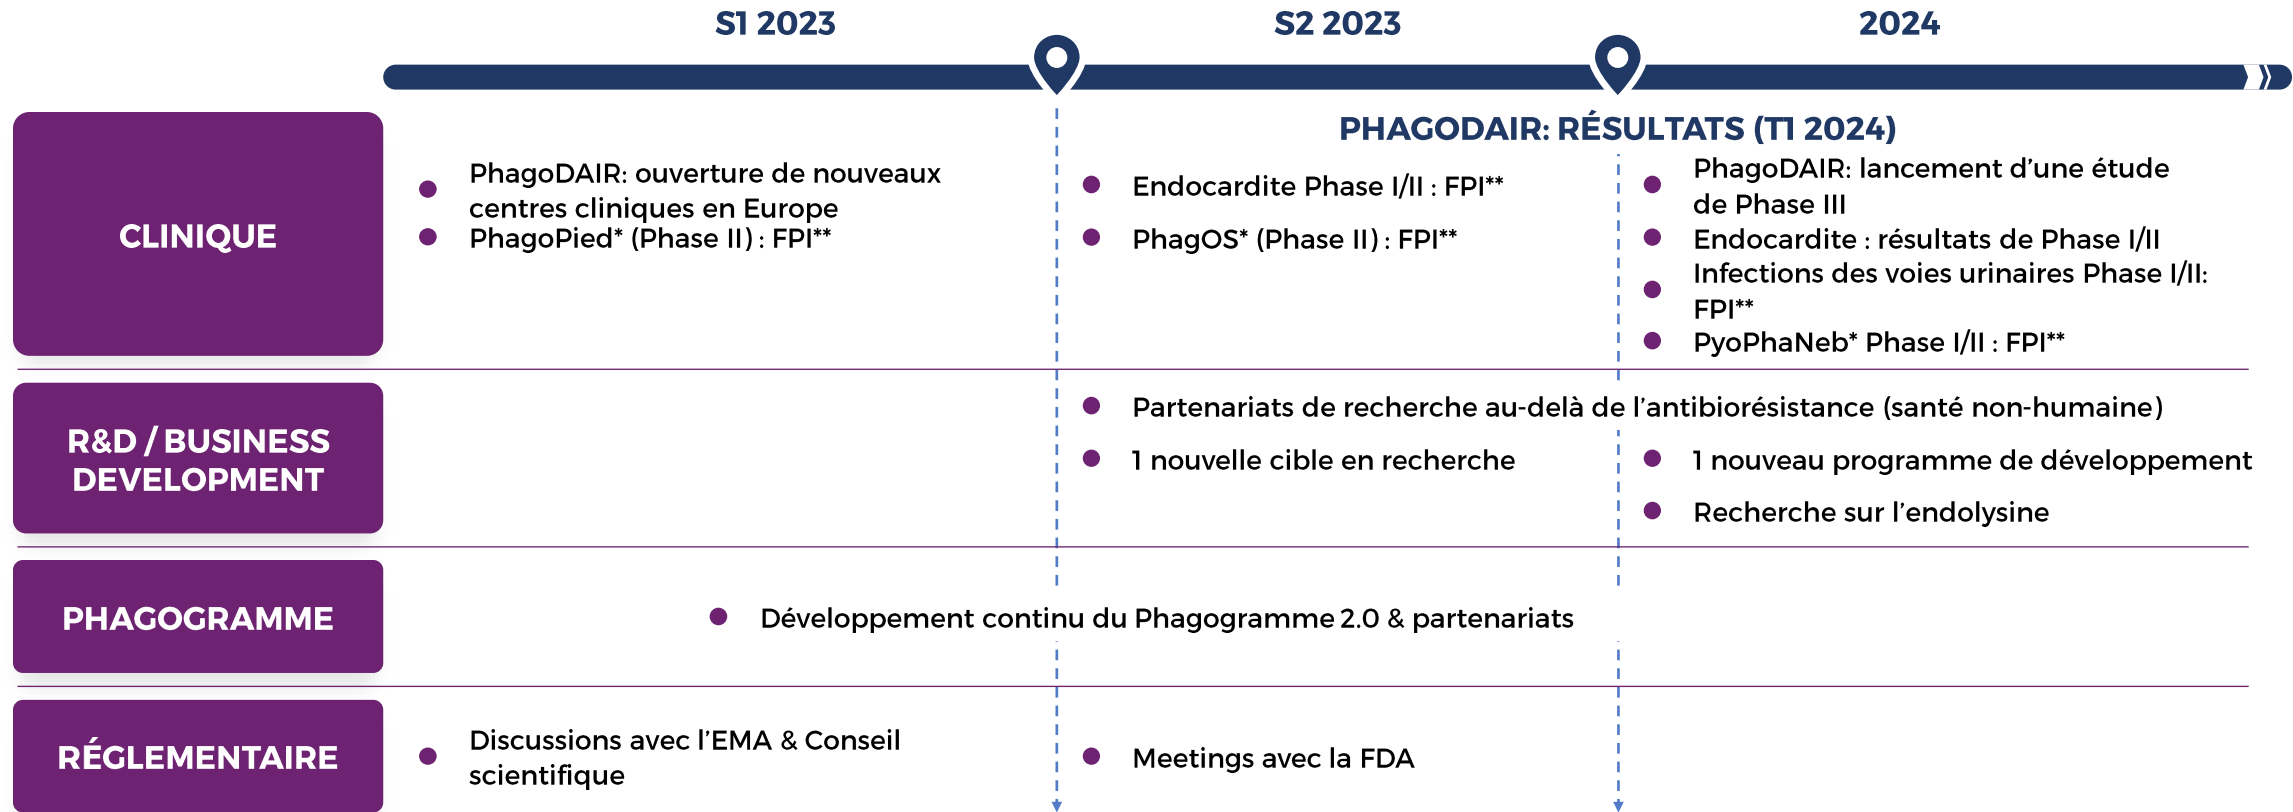 S1 2023
S2 2023
2024
CLINIQUE
PHAGODAIR: RÉSULTATS (T1 2024)
PhagoDAIR: ouverture de nouveaux
centres cliniques en Europe
PhagoPied* (Phase II) : FPI**
Endocardite Phase I/II : FPI**
PhagOS* (Phase II) : FPI**
PhagoDAIR: lancement d’une étude
de Phase III
Endocardite : résultats de Phase I/II
Infections des voies urinaires Phase I/II:
FPI**
PyoPhaNeb* Phase I/II : FPI**
R&D / BUSINESS
DEVELOPMENT
Partenariats de recherche au-delà de l’antibiorésistance (santé non-humaine)
1 nouvelle cible en recherche
1 nouveau programme de développement
Recherche sur l’endolysine
PHAGOGRAMME
Développement continu du Phagogramme 2.0 & partenariats
RÉGLEMENTAIRE
Discussions avec l’EMA & Conseil
scientifique
Meetings avec la FDA